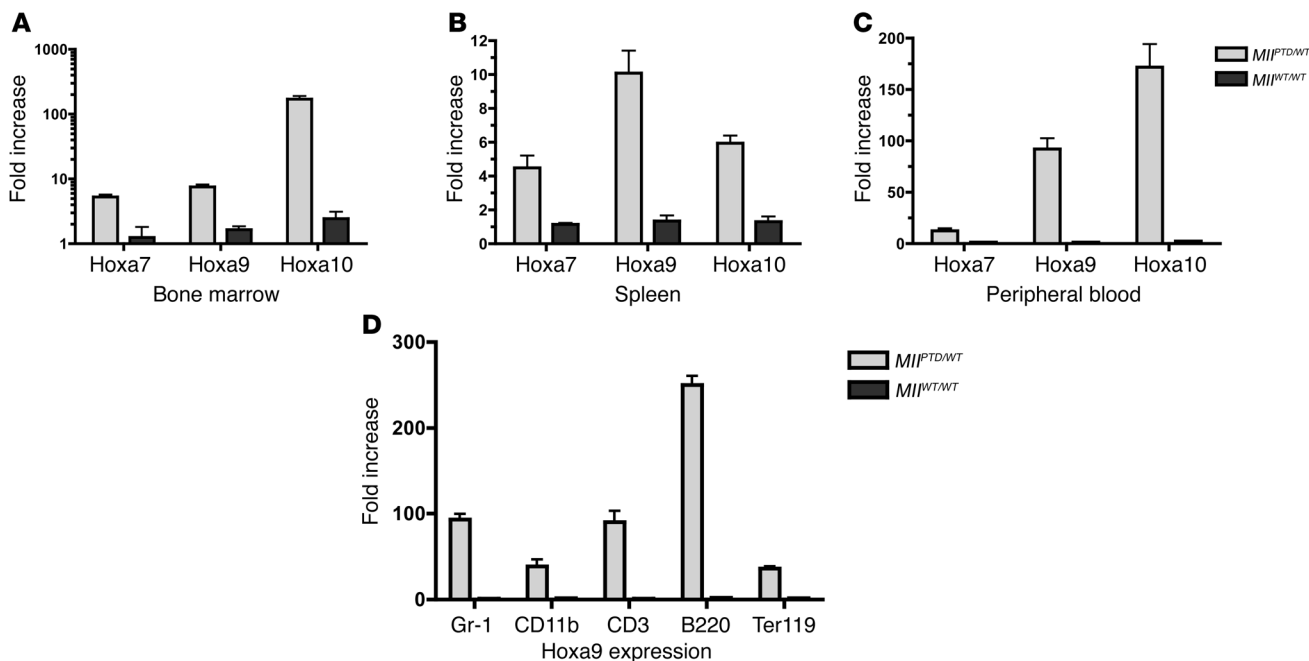 A
Fold increase
1000
100
10
1
Hoxa7 Hoxa9 Hoxa10
Bone marrow
B
Fold increase
12
10
8
6
4
2
0
Hoxa7 Hoxa9 Hoxa10
Spleen
C
Fold increase
200
150
100
50
0
Hoxa7 Hoxa9 Hoxa10
Peripheral blood
Mll^PTD/WT
Mll^WT/WT
D
Fold increase
300
200
100
0
Gr-1 CD11b CD3 B220 Ter119
Hoxa9 expression
Mll^PTD/WT
Mll^WT/WT